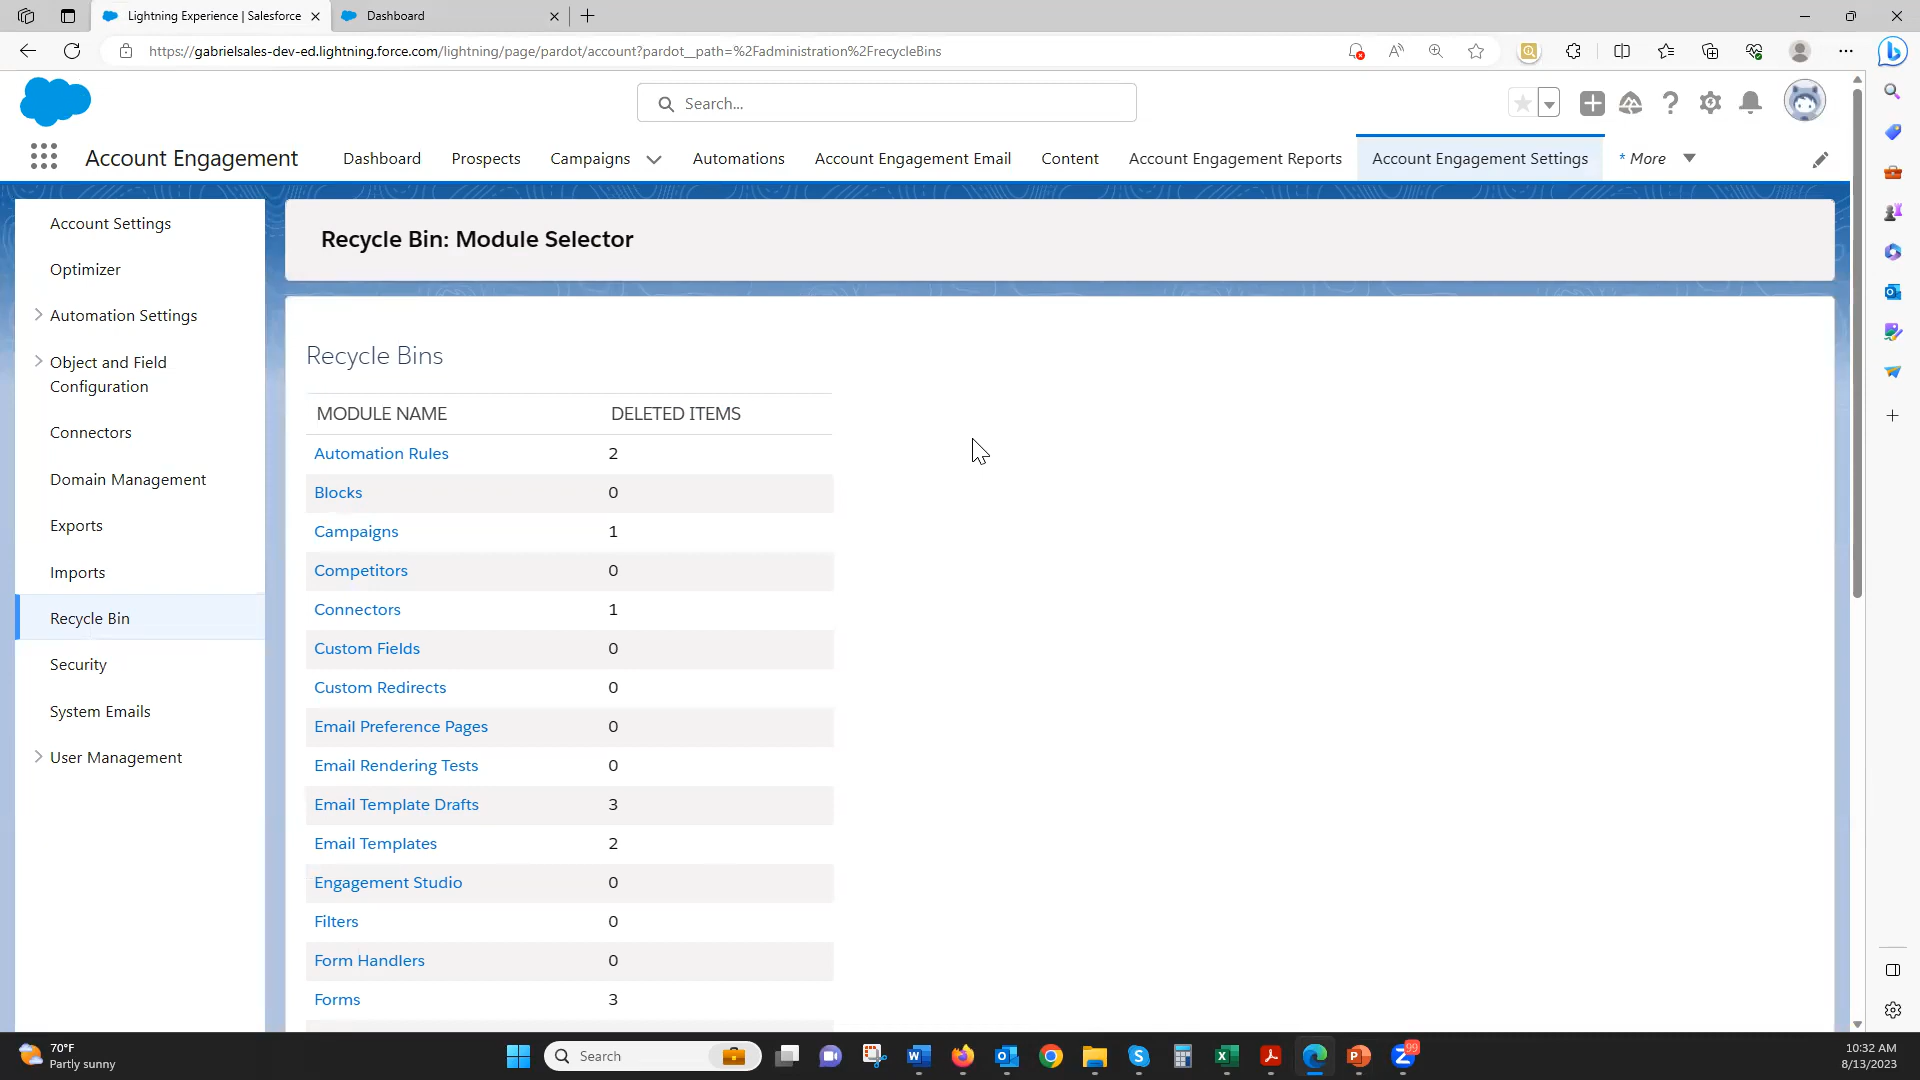 Lightning Experience | Salesforce
Dashboard
https://gabrielsales-dev-ed.lightning.force.com/lightning/page/pardot/account?pardot__path=%2Fadministration%2FrecycleBins
Search...
Account Engagement
Dashboard
Prospects
Campaigns
Automations
Account Engagement Email
Content
Account Engagement Reports
Account Engagement Settings
* More
Account Settings
Optimizer
Automation Settings
Object and Field
Configuration
Connectors
Domain Management
Exports
Imports
Recycle Bin
Security
System Emails
User Management
Recycle Bin: Module Selector
Recycle Bins
MODULE NAME DELETED ITEMS
Automation Rules 2
Blocks 0
Campaigns 1
Competitors 0
Connectors 1
Custom Fields 0
Custom Redirects 0
Email Preference Pages 0
Email Rendering Tests 0
Email Template Drafts 3
Email Templates 2
Engagement Studio 0
Filters 0
Form Handlers 0
Forms 3
70°F
Partly sunny
Search
99
10:32 AM
8/13/2023